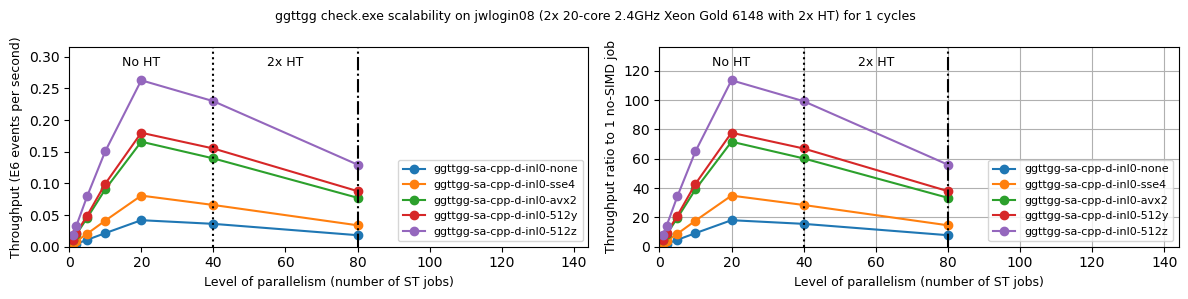 ggttgg check.exe scalability on jwlogin08 (2x 20-core 2.4GHz Xeon Gold 6148 with 2x HT) for 1 cycles
Throughput (E6 events per second)
0.30
0.25
0.20
0.15
0.10
0.05
0.00
No HT
2x HT
ggttgg-sa-cpp-d-inl0-none
ggttgg-sa-cpp-d-inl0-sse4
ggttgg-sa-cpp-d-inl0-avx2
ggttgg-sa-cpp-d-inl0-512y
ggttgg-sa-cpp-d-inl0-512z
0 20 40 60 80 100 120 140
Level of parallelism (number of ST jobs)
Throughput ratio to 1 no-SIMD job
120
100
80
60
40
20
0
No HT
2x HT
ggttgg-sa-cpp-d-inl0-none
ggttgg-sa-cpp-d-inl0-sse4
ggttgg-sa-cpp-d-inl0-avx2
ggttgg-sa-cpp-d-inl0-512y
ggttgg-sa-cpp-d-inl0-512z
0 20 40 60 80 100 120 140
Level of parallelism (number of ST jobs)